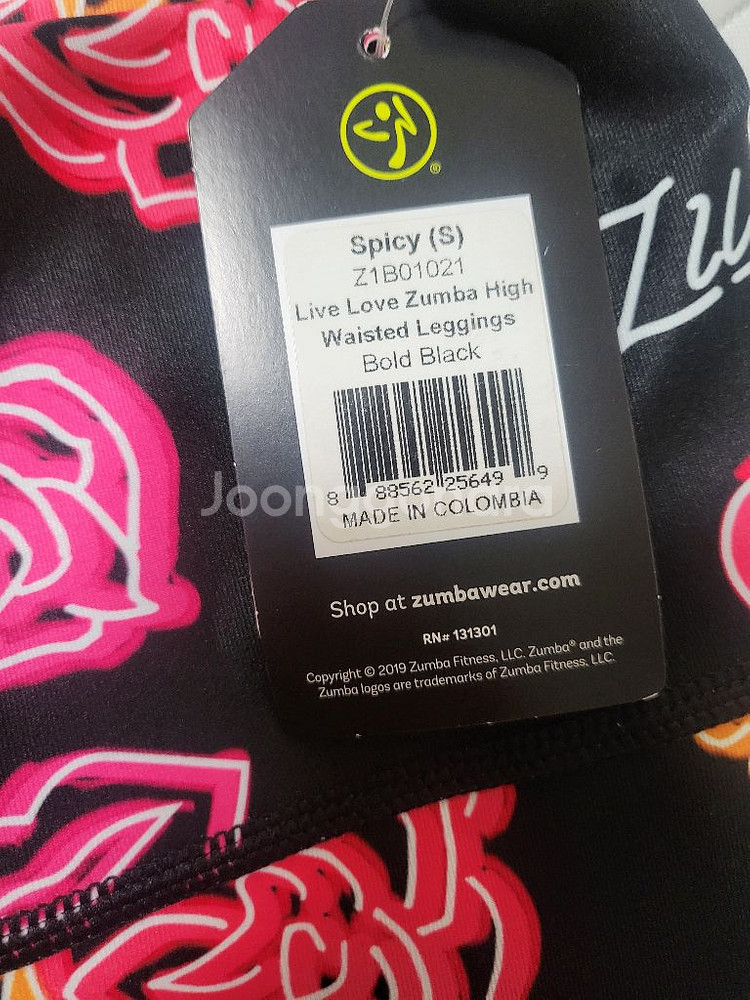 ®
Spicy (S)
Z1B01021
Live Love Zumba High
Waisted Leggings
Bold Black
8 88562 25649 9
MADE IN COLOMBIA
Shop at zumbawear.com
RN# 131301
Copyright © 2019 Zumba Fitness, LLC. Zumba® and the
Zumba logos are trademarks of Zumba Fitness, LLC.
Zu